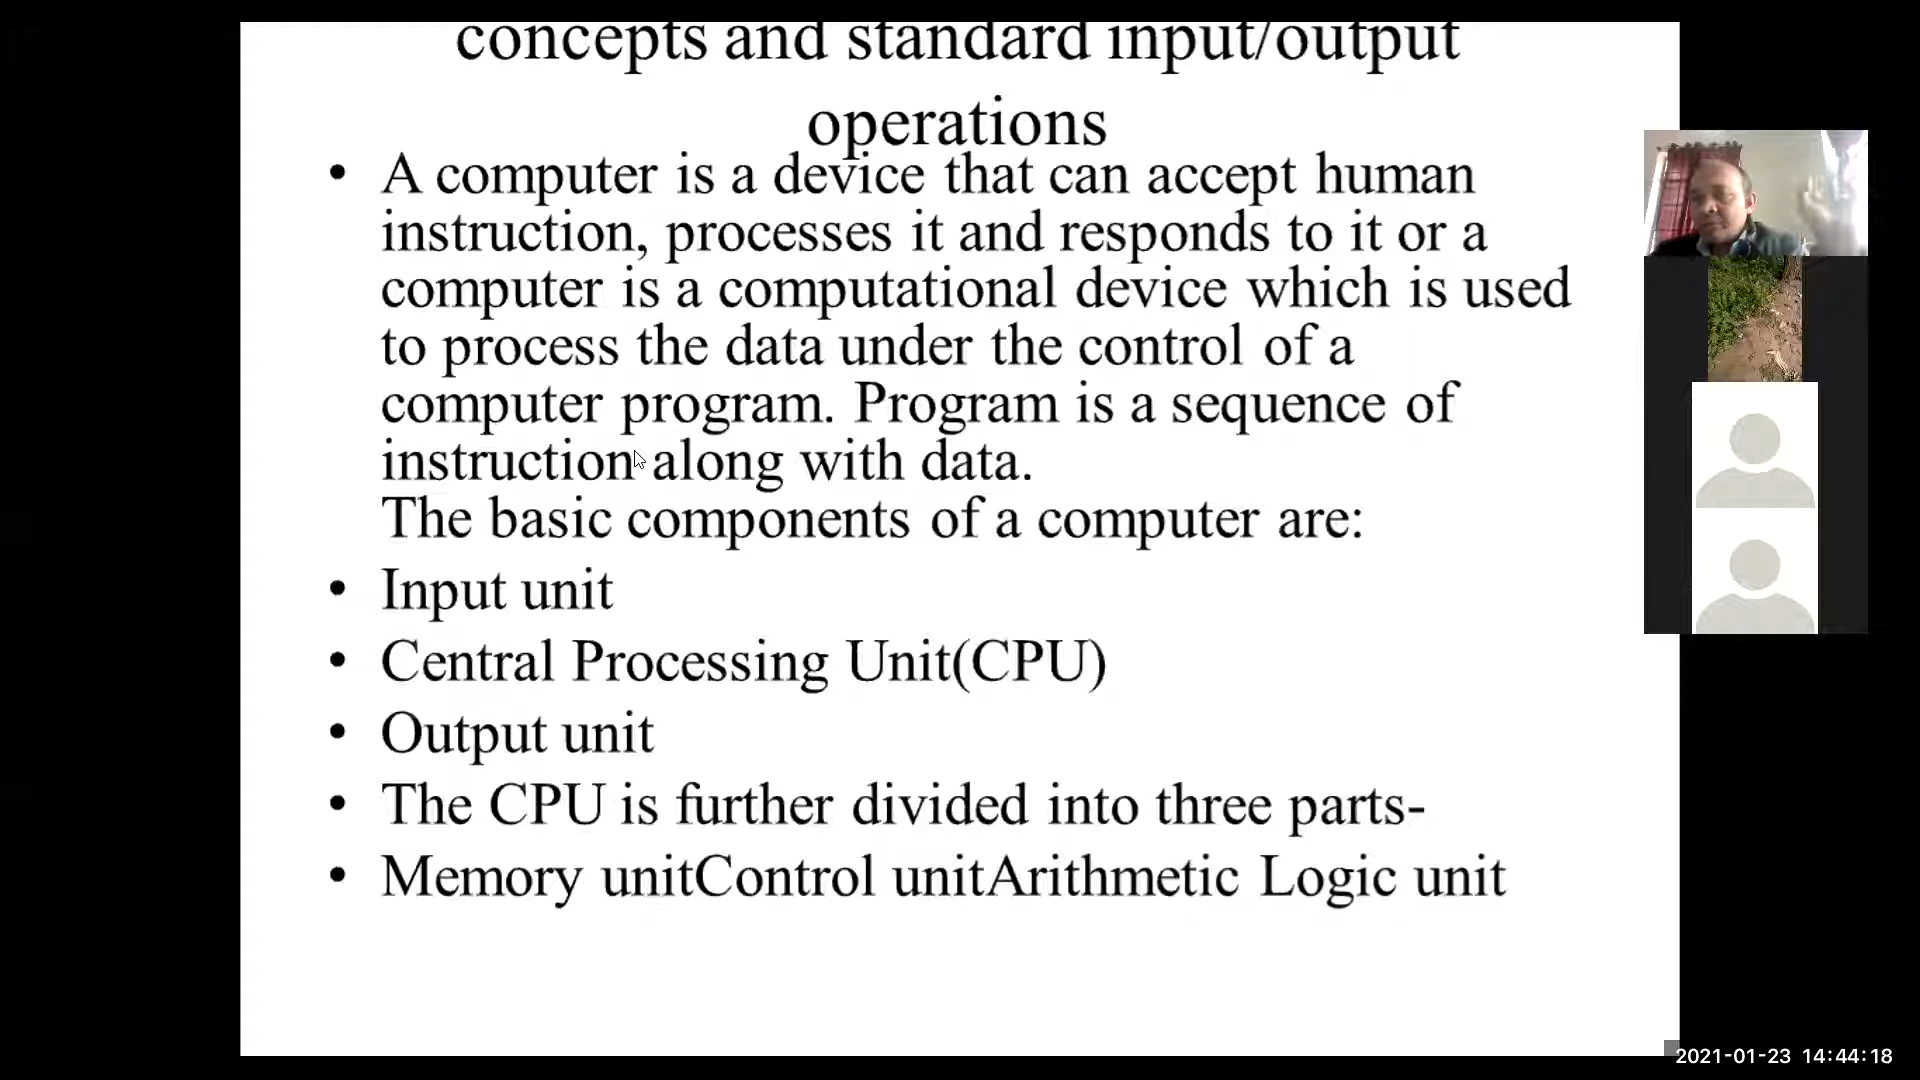 concepts and standard input/output
operations
• A computer is a device that can accept human
instruction, processes it and responds to it or a
computer is a computational device which is used
to process the data under the control of a
computer program. Program is a sequence of
instruction along with data.
The basic components of a computer are:
• Input unit
• Central Processing Unit(CPU)
• Output unit
• The CPU is further divided into three parts-
• Memory unitControl unitArithmetic Logic unit
2021-01-23 14:44:18